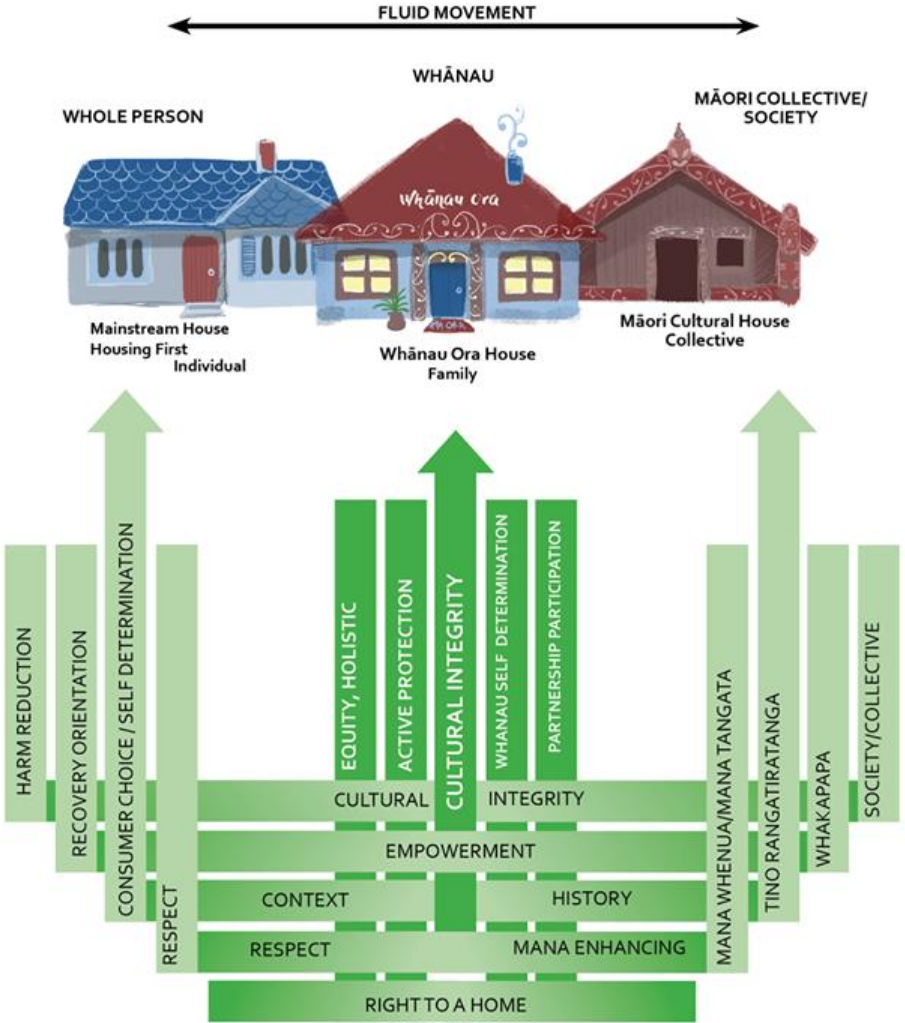 FLUID MOVEMENT
WHĀNAU
WHOLE PERSON
MĀORI COLLECTIVE/
SOCIETY
Whānau Ora
Mainstream House
Housing First
Individual
Whānau Ora House
Family
Māori Cultural House
Collective
HARM REDUCTION
RECOVERY ORIENTATION
CONSUMER CHOICE / SELF DETERMINATION
RESPECT
EQUITY, HOLISTIC
ACTIVE PROTECTION
CULTURAL INTEGRITY
WHANAU SELF DETERMINATION
PARTNERSHIP PARTICIPATION
MANA WHENUA/MANA TANGATA
TINO RANGATIRATANGA
WHAKAPAPA
SOCIETY/COLLECTIVE
CULTURAL INTEGRITY
EMPOWERMENT
CONTEXT HISTORY
RESPECT MANA ENHANCING
RIGHT TO A HOME